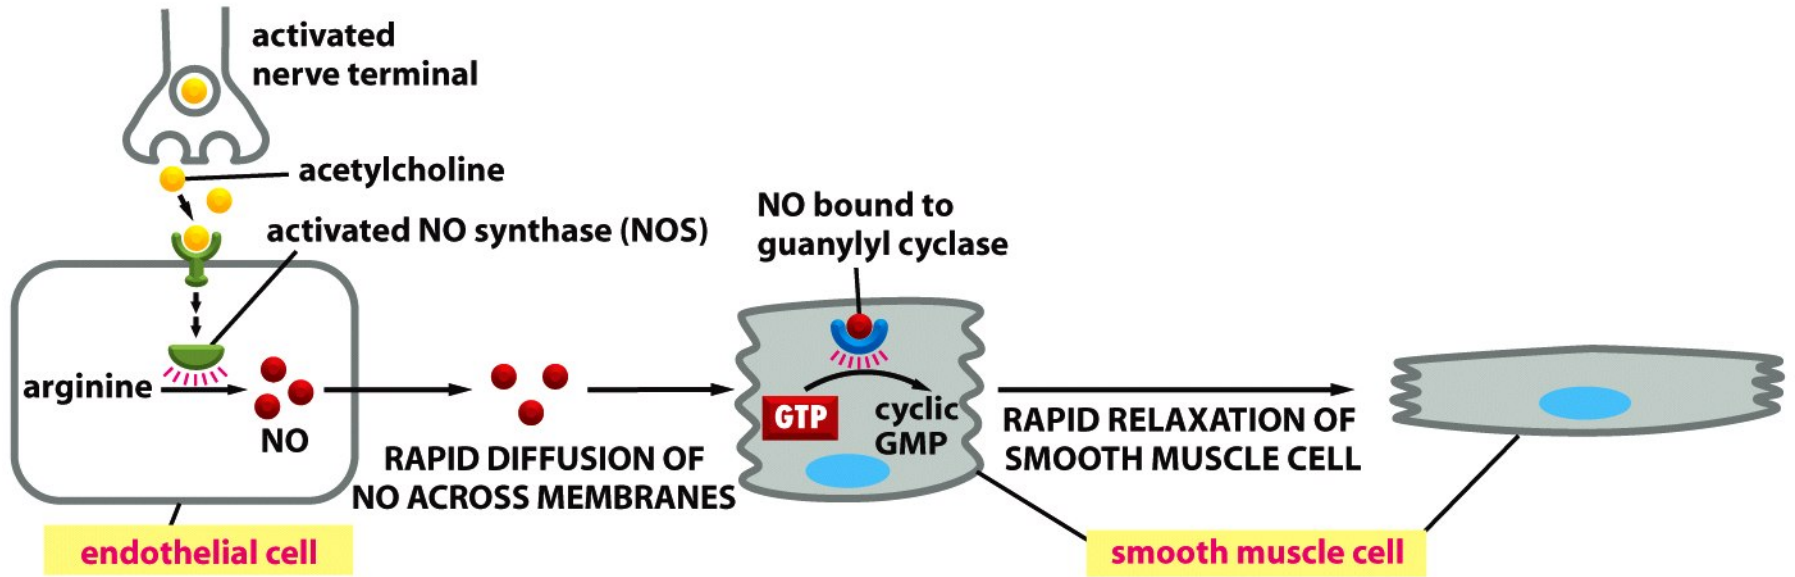 activated
nerve terminal
acetylcholine
activated NO synthase (NOS)
arginine
NO
RAPID DIFFUSION OF
NO ACROSS MEMBRANES
endothelial cell
NO bound to
guanylyl cyclase
GTP
cyclic
GMP
RAPID RELAXATION OF
SMOOTH MUSCLE CELL
smooth muscle cell